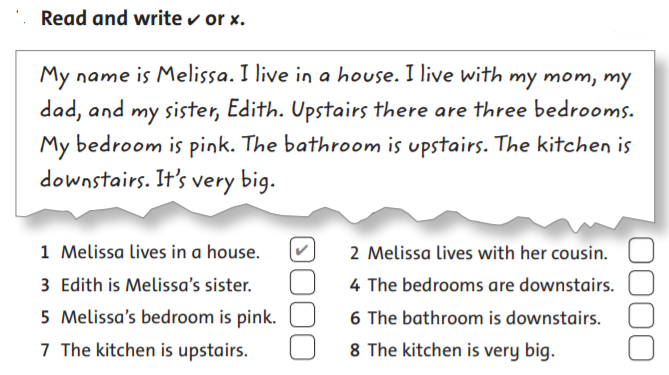 Read and write ✔ or ✘.
My name is Melissa. I live in a house. I live with my mom, my
dad, and my sister, Edith. Upstairs there are three bedrooms.
My bedroom is pink. The bathroom is upstairs. The kitchen is
downstairs. It's very big.
1 Melissa lives in a house. ✔
2 Melissa lives with her cousin.
3 Edith is Melissa's sister.
4 The bedrooms are downstairs.
5 Melissa's bedroom is pink.
6 The bathroom is downstairs.
7 The kitchen is upstairs.
8 The kitchen is very big.